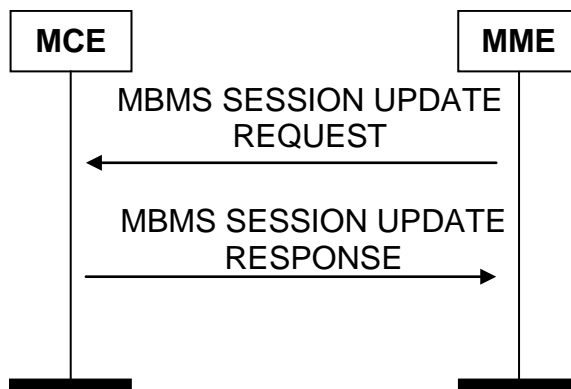 MCE
MME
MBMS SESSION UPDATE
REQUEST
MBMS SESSION UPDATE
RESPONSE